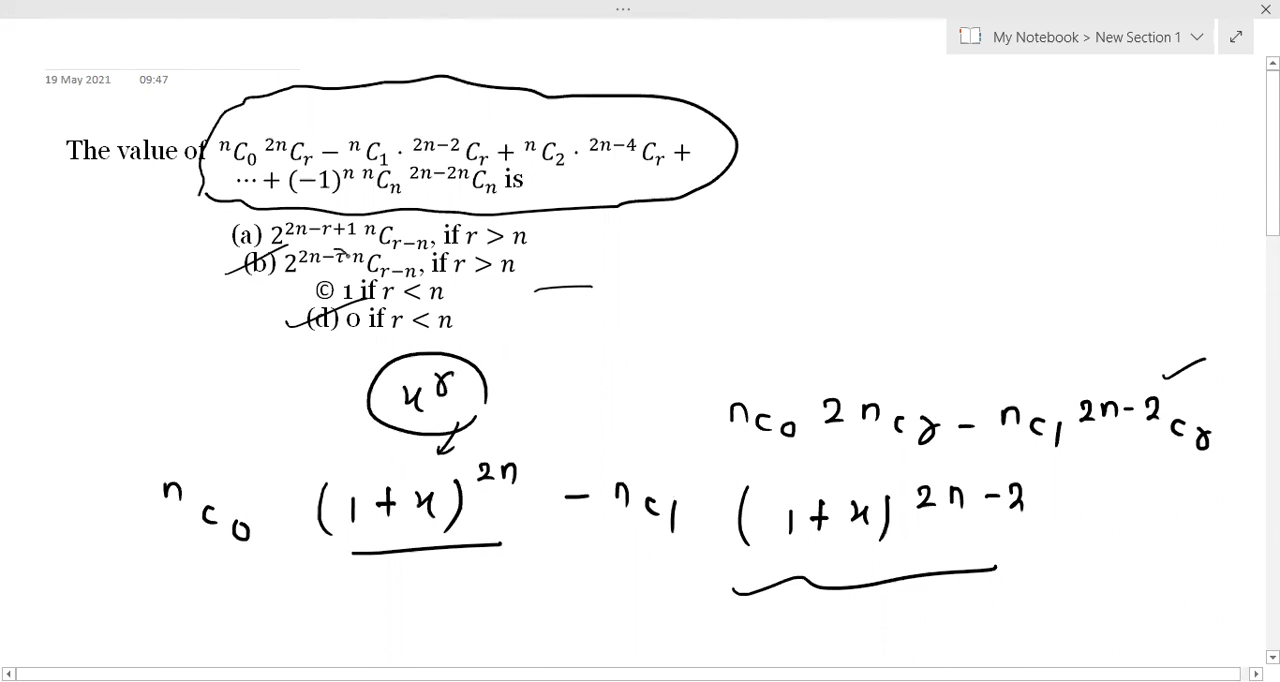 My Notebook > New Section 1
19 May 2021 09:47
The value of ⁿC₀ ²ⁿCᵣ − ⁿC₁ · ²ⁿ⁻²Cᵣ + ⁿC₂ · ²ⁿ⁻⁴Cᵣ +
⋯ + (−1)ⁿ ⁿCₙ ²ⁿ⁻²ⁿCₙ is
(a) 2²ⁿ⁻ʳ⁺¹ ⁿCᵣ₋ₙ, if r > n
(b) 2²ⁿ⁻ʳ ⁿCᵣ₋ₙ, if r > n
© 1 if r < n
(d) 0 if r < n
xʳ
ⁿC₀ ²ⁿCᵣ − ⁿC₁ ²ⁿ⁻²Cᵣ
ⁿC₀ (1+x)²ⁿ − ⁿC₁ (1+x)²ⁿ⁻²